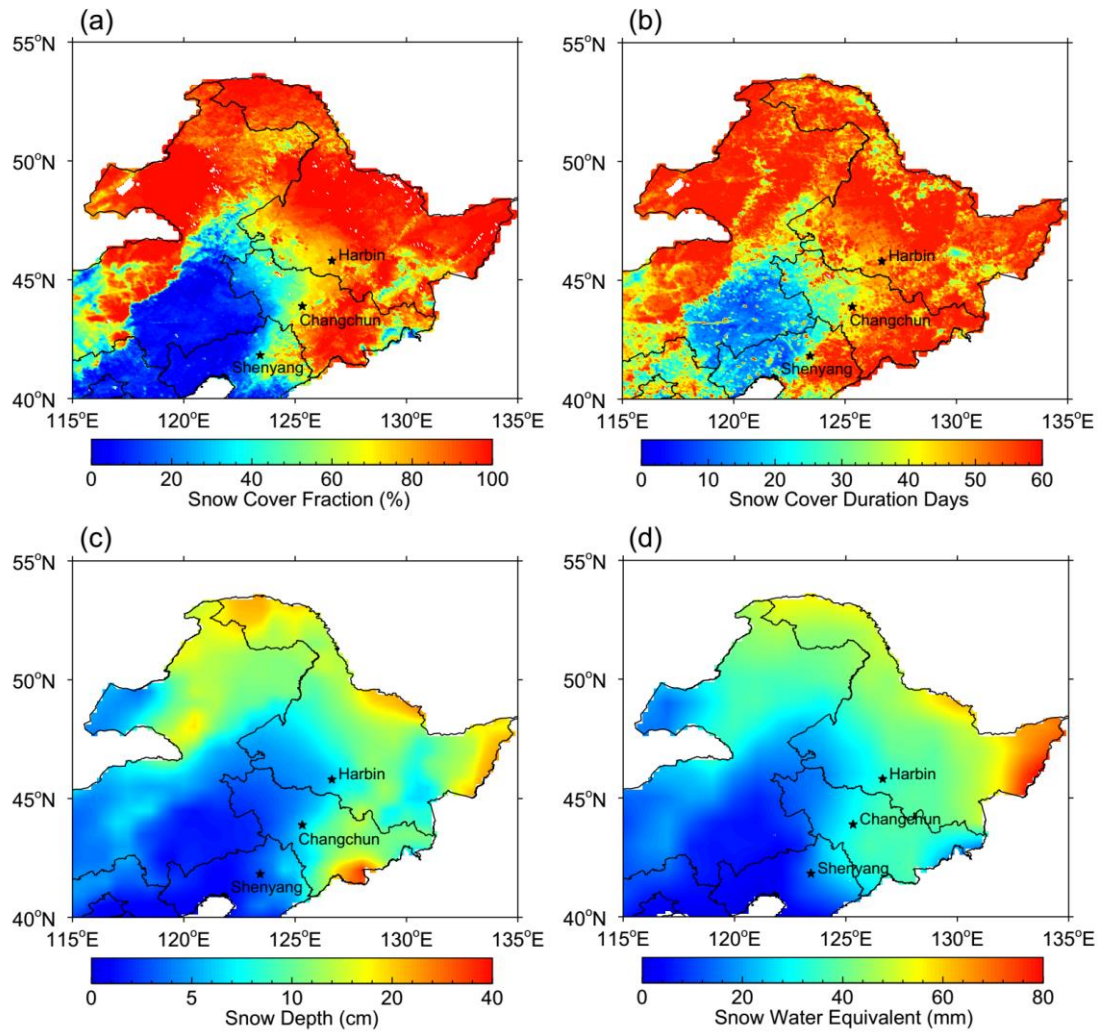 (a)
55°N
50°N
45°N
40°N
115°E 120°E 125°E 130°E 135°E
Harbin
Changchun
Shenyang
0 20 40 60 80 100
Snow Cover Fraction (%)
(b)
55°N
50°N
45°N
40°N
115°E 120°E 125°E 130°E 135°E
Harbin
Changchun
Shenyang
0 10 20 30 40 50 60
Snow Cover Duration Days
(c)
55°N
50°N
45°N
40°N
115°E 120°E 125°E 130°E 135°E
Harbin
Changchun
Shenyang
0 5 10 20 40
Snow Depth (cm)
(d)
55°N
50°N
45°N
40°N
115°E 120°E 125°E 130°E 135°E
Harbin
Changchun
Shenyang
0 20 40 60 80
Snow Water Equivalent (mm)